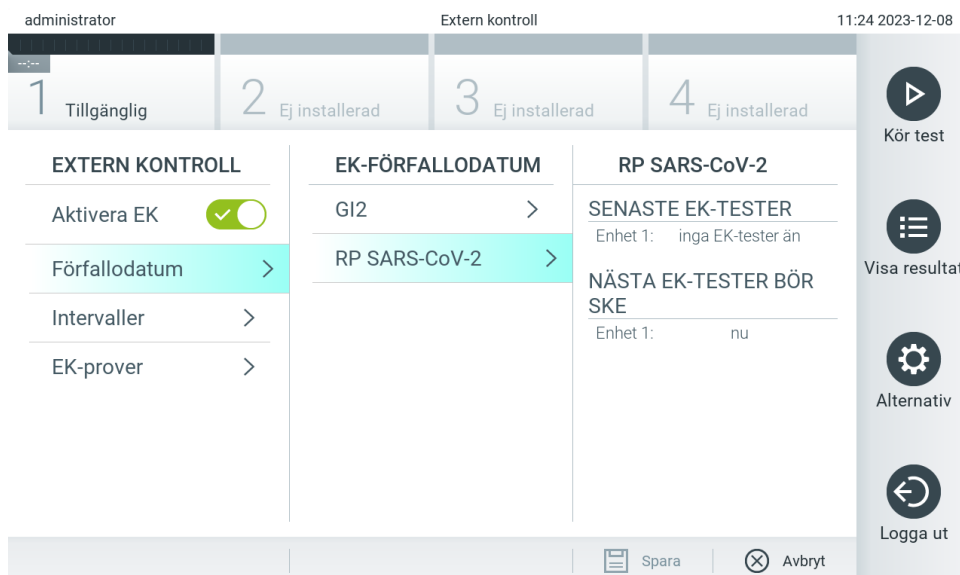 administrator
Extern kontroll
11:24 2023-12-08
--:--
1 Tillgänglig
2 Ej installerad
3 Ej installerad
4 Ej installerad
EXTERN KONTROLL
Aktivera EK
Förfallodatum
Intervaller
EK-prover
EK-FÖRFALLODATUM
GI2
RP SARS-CoV-2
RP SARS-CoV-2
SENASTE EK-TESTER
Enhet 1: inga EK-tester än
NÄSTA EK-TESTER BÖR
SKE
Enhet 1: nu
Kör test
Visa resultat
Alternativ
Logga ut
Spara
Avbryt